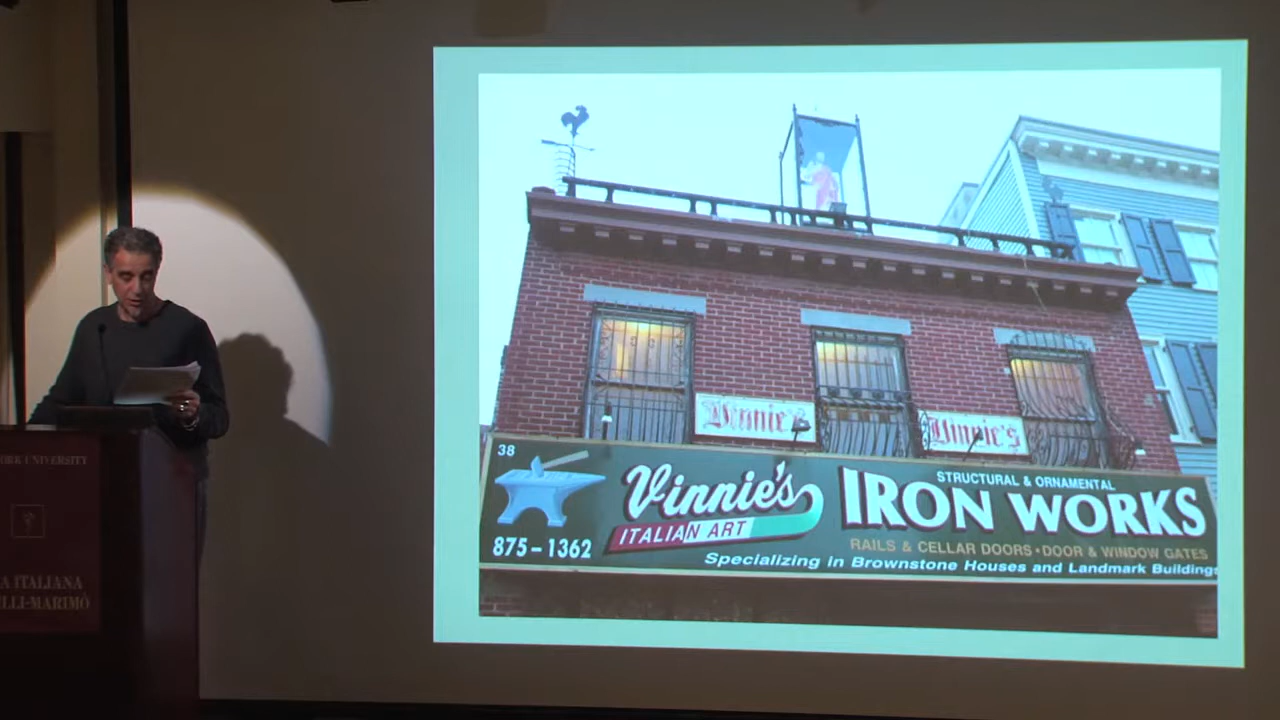 ORK UNIVERSITY
A ITALIANA
LLI-MARIMÒ
Vinnie's
Vinnie's
38
875-1362
Vinnie's
ITALIAN ART
STRUCTURAL & ORNAMENTAL
IRON WORKS
RAILS & CELLAR DOORS · DOOR & WINDOW GATES
Specializing in Brownstone Houses and Landmark Buildings